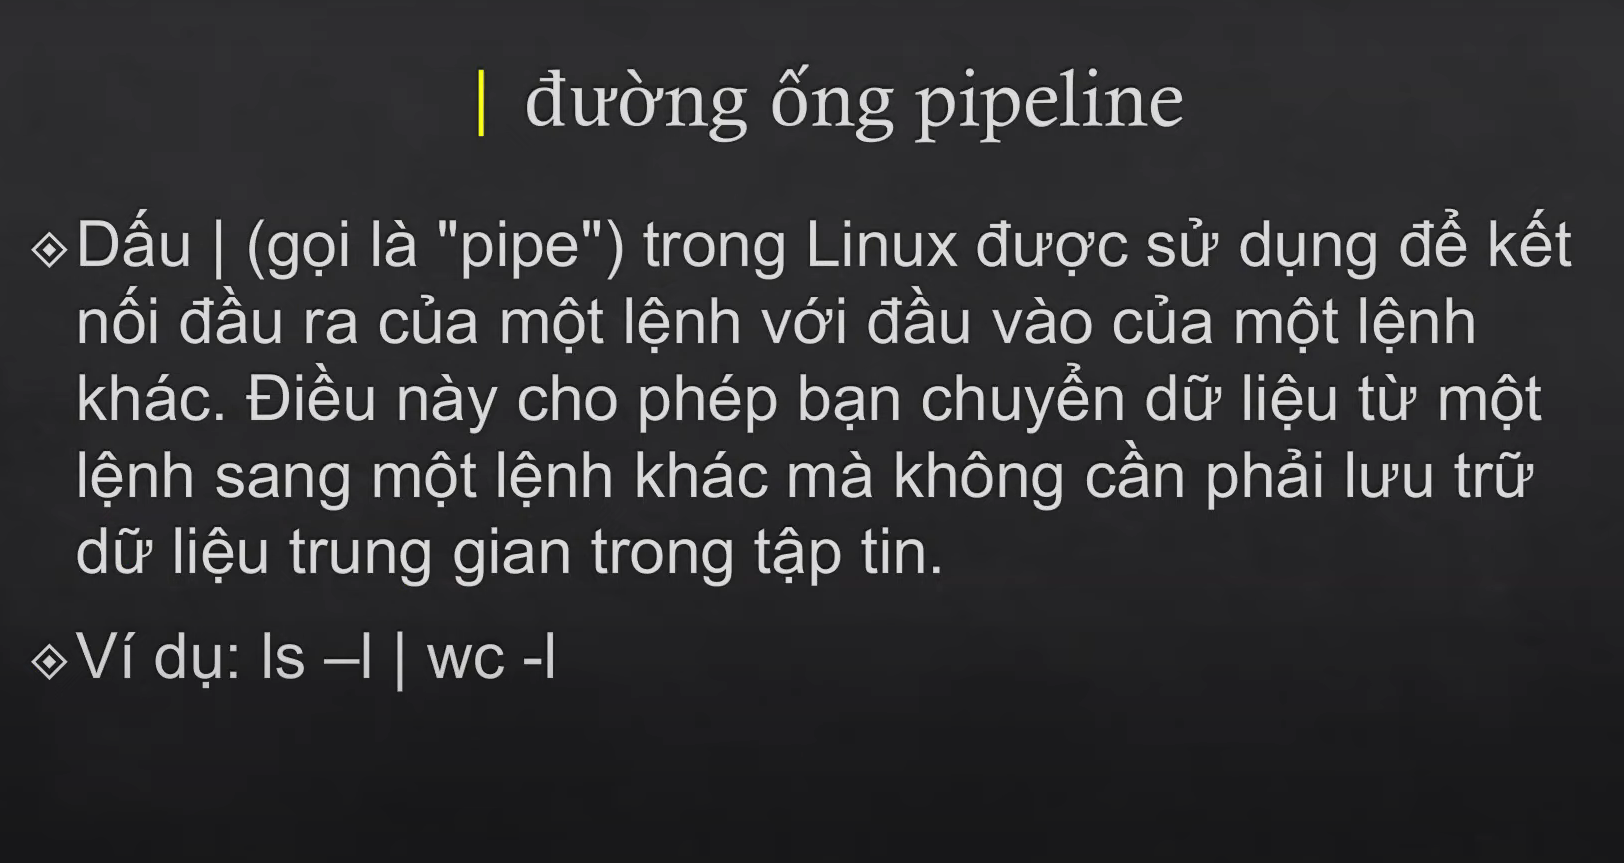 | đường ống pipeline
Dấu | (gọi là "pipe") trong Linux được sử dụng để kết
nối đầu ra của một lệnh với đầu vào của một lệnh
khác. Điều này cho phép bạn chuyển dữ liệu từ một
lệnh sang một lệnh khác mà không cần phải lưu trữ
dữ liệu trung gian trong tập tin.
Ví dụ: ls –l | wc -l